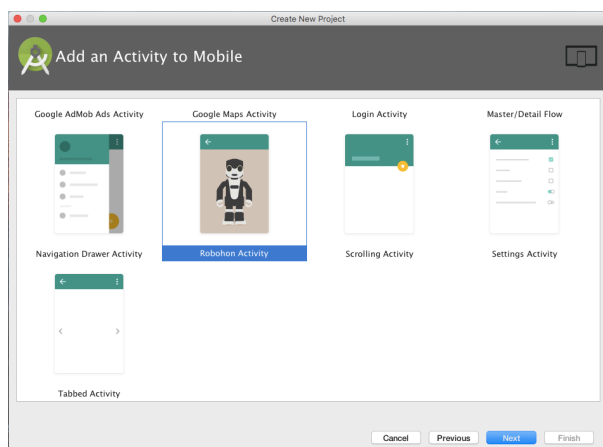 Create New Project
Add an Activity to Mobile
Google AdMob Ads Activity
Google Maps Activity
Login Activity
Master/Detail Flow
Navigation Drawer Activity
Robohon Activity
Scrolling Activity
Settings Activity
Tabbed Activity
Cancel
Previous
Next
Finish